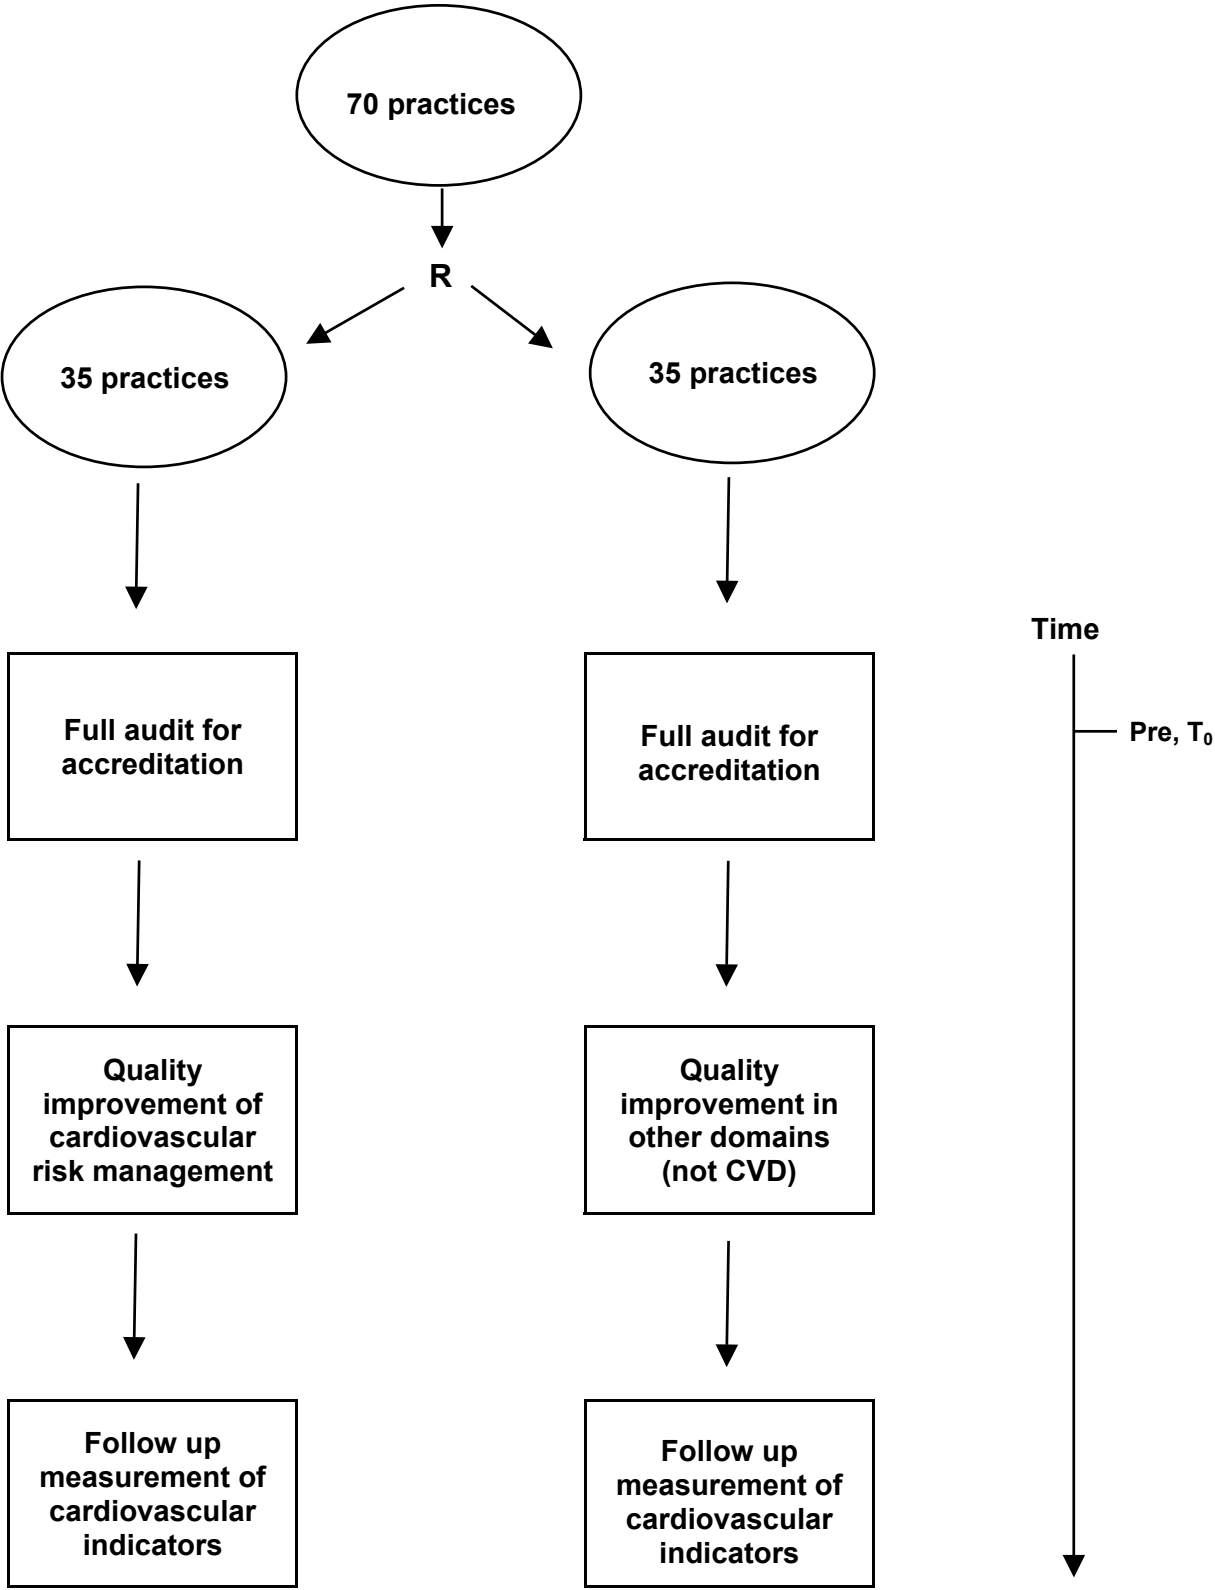 70 practices
R
35 practices
35 practices
Time
Pre, T₀
Full audit for
accreditation
Full audit for
accreditation
Quality
improvement of
cardiovascular
risk management
Quality
improvement in
other domains
(not CVD)
Follow up
measurement of
cardiovascular
indicators
Follow up
measurement of
cardiovascular
indicators